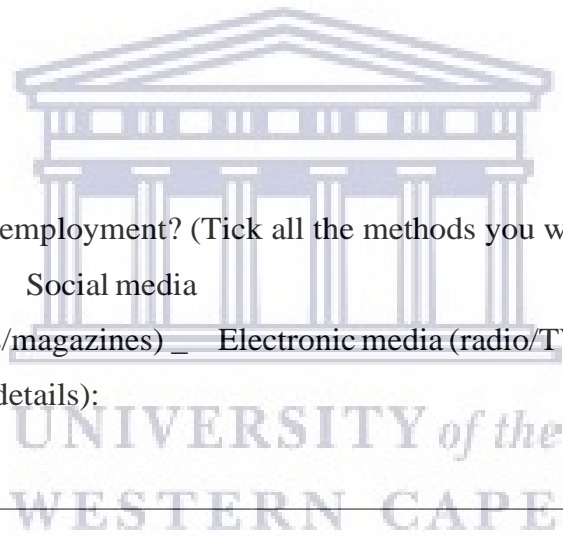 employment? (Tick all the methods you w
Social media
/magazines) _ Electronic media (radio/T
details):
UNIVERSITY of the
WESTERN CAPE